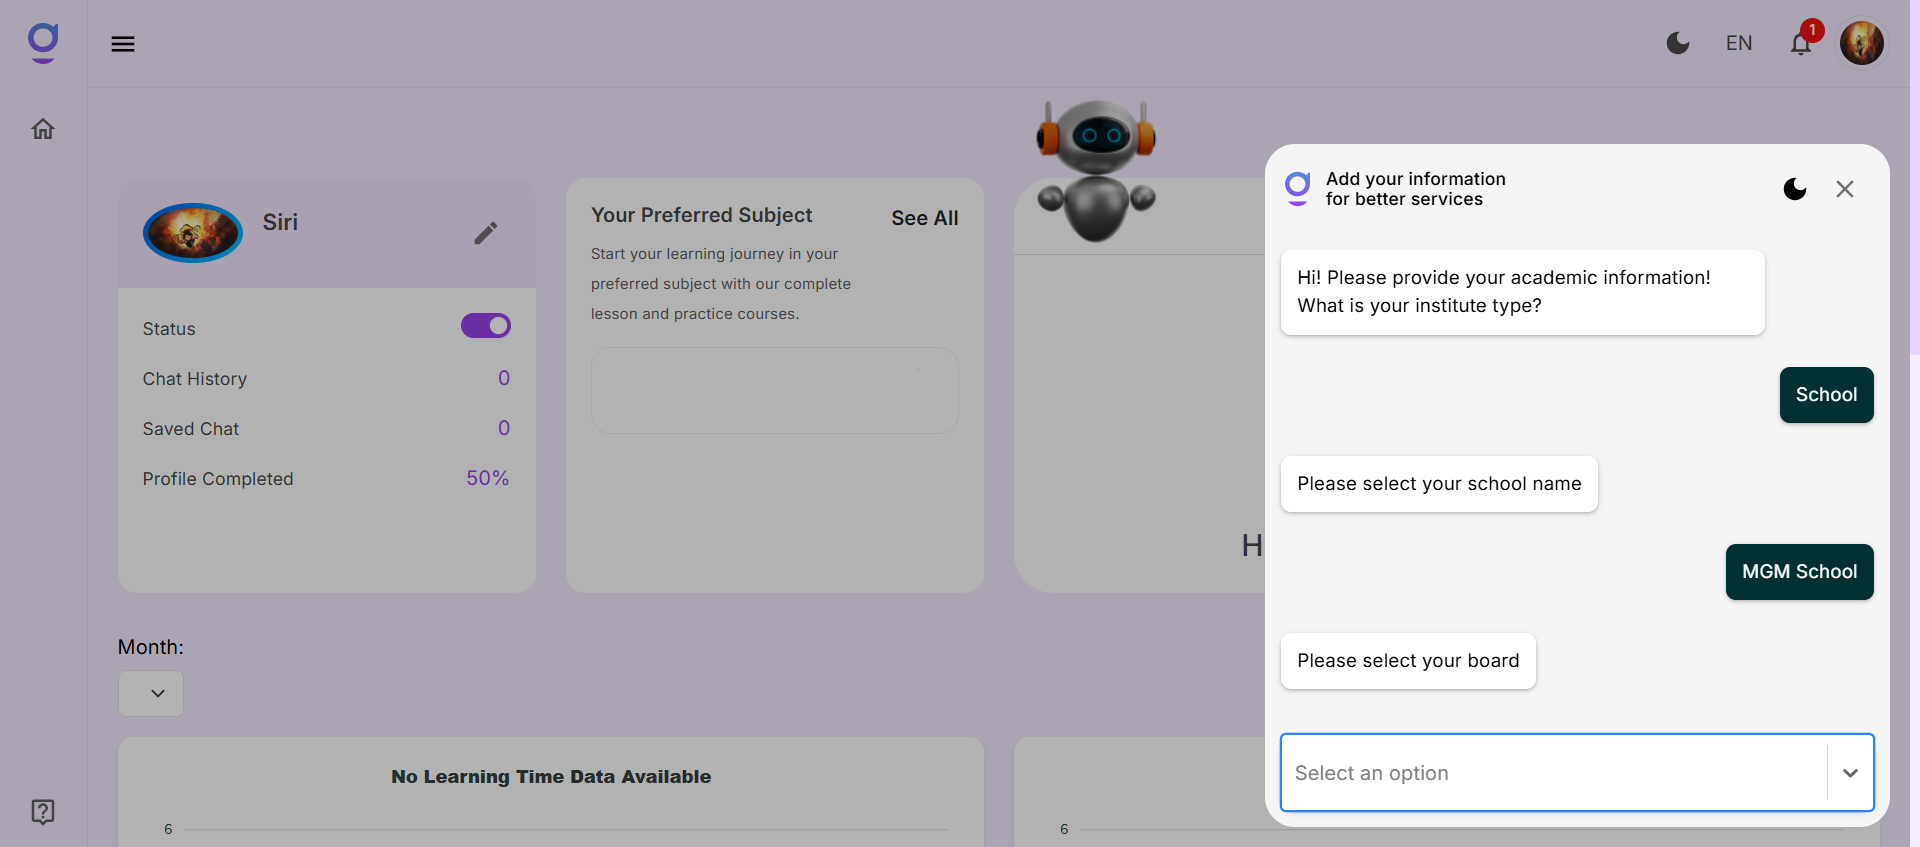 EN
1
Siri
Status
Chat History
0
Saved Chat
0
Profile Completed
50%
Your Preferred Subject
See All
Start your learning journey in your
preferred subject with our complete
lesson and practice courses.
H
Month:
No Learning Time Data Available
6
6
Add your information
for better services
Hi! Please provide your academic information!
What is your institute type?
School
Please select your school name
MGM School
Please select your board
Select an option